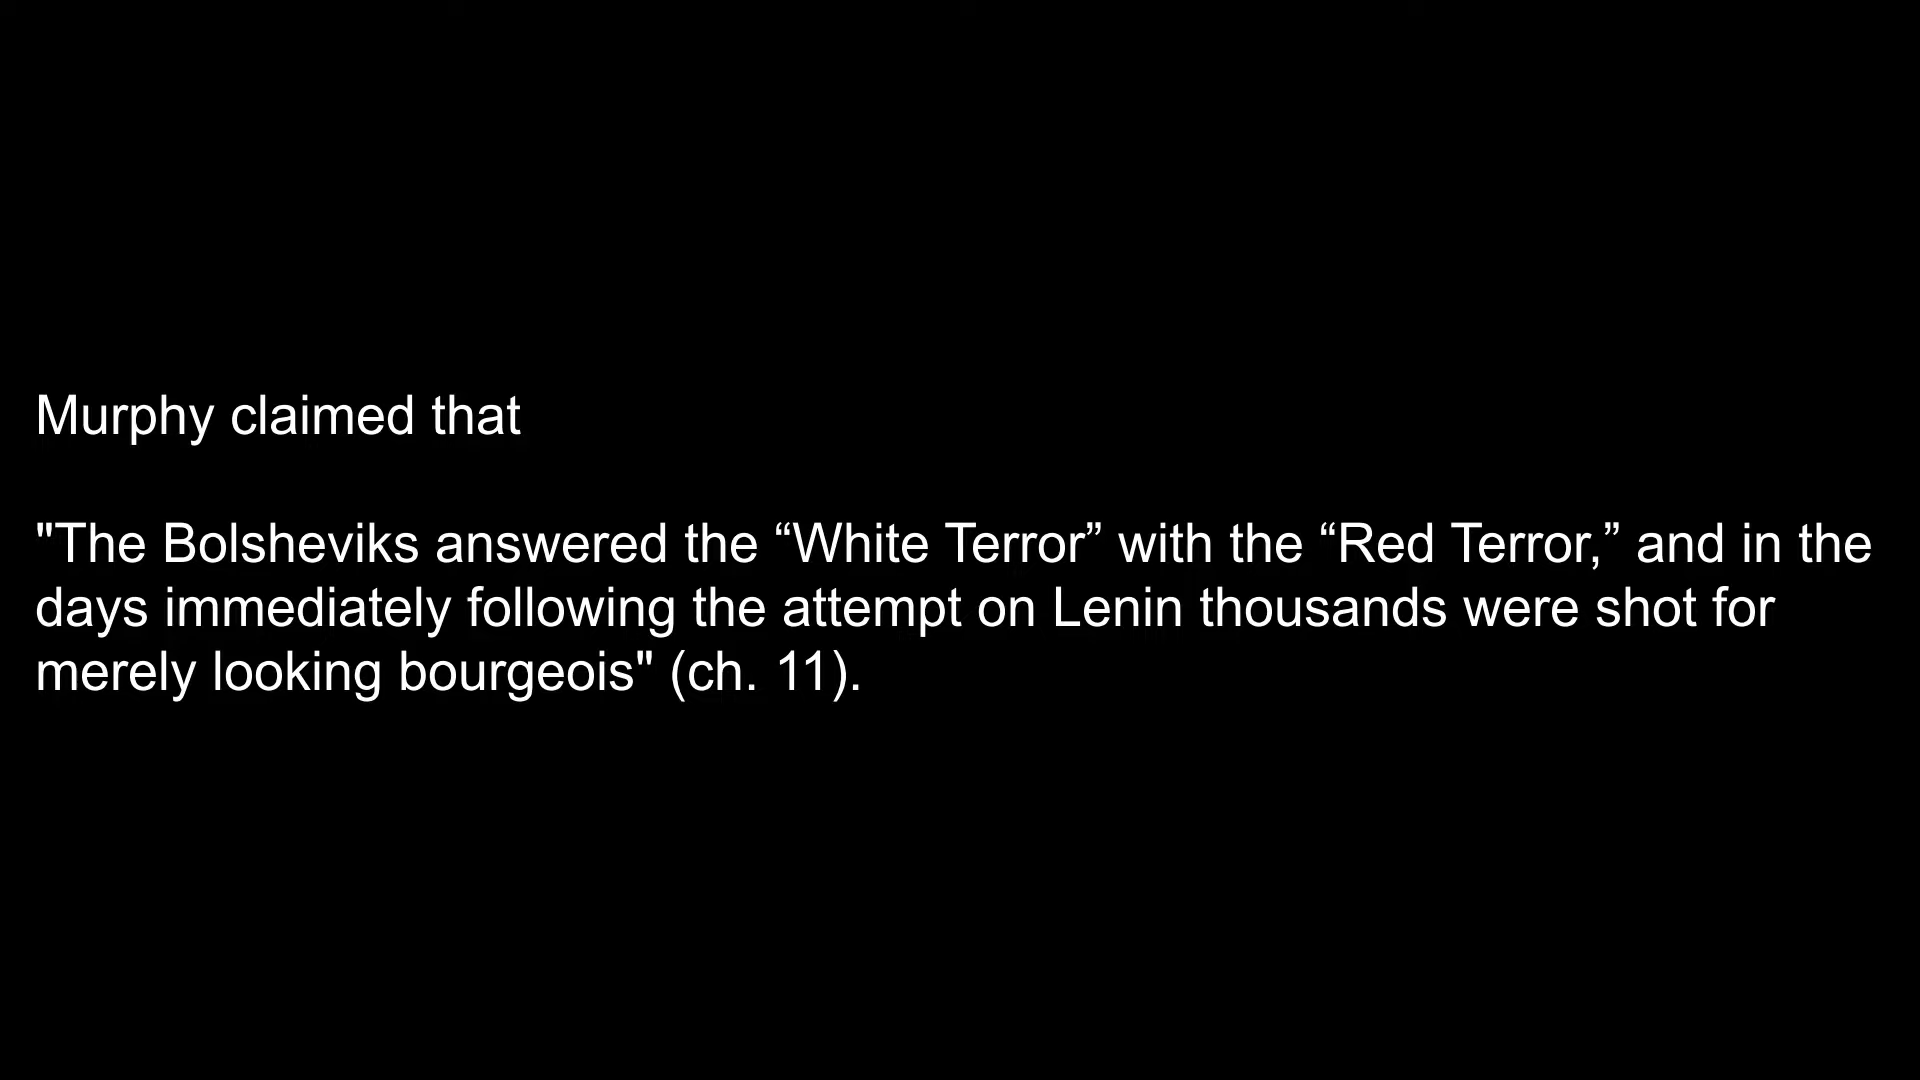 Murphy claimed that
"The Bolsheviks answered the “White Terror” with the “Red Terror,” and in the
days immediately following the attempt on Lenin thousands were shot for
merely looking bourgeois" (ch. 11).